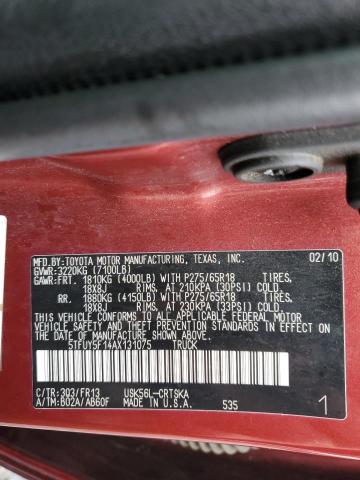 MFD.BY:TOYOTA MOTOR MANUFACTURING, TEXAS, INC. 02/10
GVWR:3220KG (7100LB)
GAWR:FRT. 1810KG (4000LB) WITH P275/65R18 TIRES,
18X8J RIMS, AT 210KPA (30PSI) COLD
RR. 1880KG (4150LB) WITH P275/65R18 TIRES,
18X8J RIMS, AT 230KPA (33PSI) COLD
THIS VEHICLE CONFORMS TO ALL APPLICABLE
FEDERAL MOTOR VEHICLE SAFETY STANDARDS IN
EFFECT ON THE DATE OF MANUFACTURE SHOWN ABOVE.
5TFUY5F14AX131075 TRUCK
C/TR:3Q3/FR13 USK56L-CRTSKA
A/TM:B02A/AB60F MADE IN U.S.A. 535 1